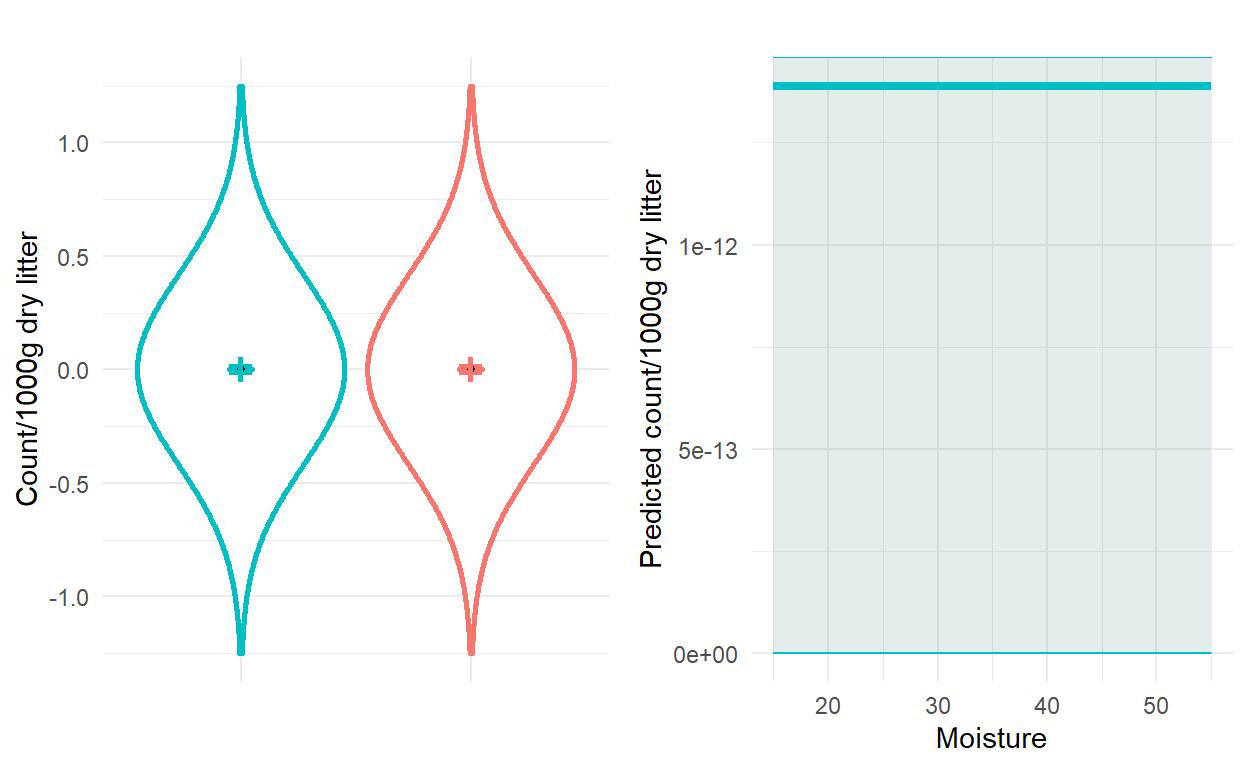 Count/1000g dry litter
1.0
0.5
0.0
-0.5
-1.0
Predicted count/1000g dry litter
1e-12
5e-13
0e+00
20 30 40 50
Moisture